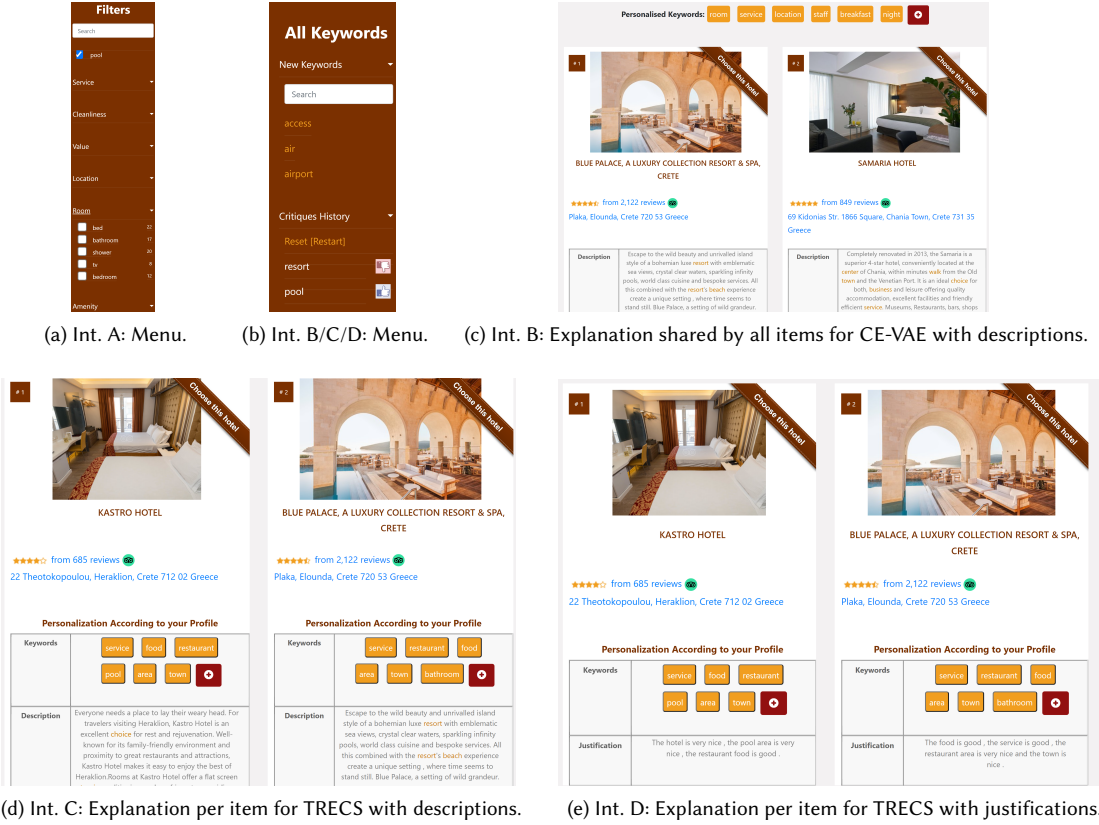 Filters
Search
pool
Service
Cleanliness
Value
Location
Room
bed 22
bathroom 17
shower 20
tv 8
bedroom 12
Amenity
(a) Int. A: Menu.
All Keywords
New Keywords
Search
access
air
airport
Critiques History
Reset [Restart]
resort
pool
(b) Int. B/C/D: Menu.
Personalised Keywords: room service location staff breakfast night
# 1
Choose this hotel
BLUE PALACE, A LUXURY COLLECTION RESORT & SPA,
CRETE
from 2,122 reviews
Plaka, Elounda, Crete 720 53 Greece
Description
Escape to the wild beauty and unrivalled island
style of a bohemian luxe resort with emblematic
sea views, crystal clear waters, sparkling infinity
pools, world class cuisine and bespoke services. All
this combined with the resort's beach experience
create a unique setting , where time seems to
stand still. Blue Palace, a setting of wild grandeur.
# 2
Choose this hotel
SAMARIA HOTEL
from 849 reviews
69 Kidonias Str. 1866 Square, Chania Town, Crete 731 35
Greece
Description
Completely renovated in 2013, the Samaria is a
superior 4-star hotel, conveniently located at the
center of Chania, within minutes walk from the Old
town and the Venetian Port. It is an ideal choice for
both, business and leisure offering quality
accommodation, excellent facilities and friendly
efficient service. Museums, Restaurants, bars, shops
(c) Int. B: Explanation shared by all items for CE-VAE with descriptions.
# 1
Choose this hotel
KASTRO HOTEL
from 685 reviews
22 Theotokopoulou, Heraklion, Crete 712 02 Greece
Personalization According to your Profile
Keywords
service food restaurant
pool area town
Description
Everyone needs a place to lay their weary head. For
travelers visiting Heraklion, Kastro Hotel is an
excellent choice for rest and rejuvenation. Well-
known for its family-friendly environment and
proximity to great restaurants and attractions,
Kastro Hotel makes it easy to enjoy the best of
Heraklion.Rooms at Kastro Hotel offer a flat screen
# 2
Choose this hotel
BLUE PALACE, A LUXURY COLLECTION RESORT & SPA,
CRETE
from 2,122 reviews
Plaka, Elounda, Crete 720 53 Greece
Personalization According to your Profile
Keywords
service restaurant food
area town bathroom
Description
Escape to the wild beauty and unrivalled island
style of a bohemian luxe resort with emblematic
sea views, crystal clear waters, sparkling infinity
pools, world class cuisine and bespoke services. All
this combined with the resort's beach experience
create a unique setting , where time seems to
stand still. Blue Palace, a setting of wild grandeur.
(d) Int. C: Explanation per item for TRECS with descriptions.
# 1
Choose this hotel
KASTRO HOTEL
from 685 reviews
22 Theotokopoulou, Heraklion, Crete 712 02 Greece
Personalization According to your Profile
Keywords
service food restaurant
pool area town
Justification
The hotel is very nice , the pool area is very
nice , the restaurant food is good .
# 2
Choose this hotel
BLUE PALACE, A LUXURY COLLECTION RESORT & SPA,
CRETE
from 2,122 reviews
Plaka, Elounda, Crete 720 53 Greece
Personalization According to your Profile
Keywords
service restaurant food
area town bathroom
Justification
The food is good , the service is good , the
restaurant area is very nice and the town is
nice .
(e) Int. D: Explanation per item for TRECS with justifications.